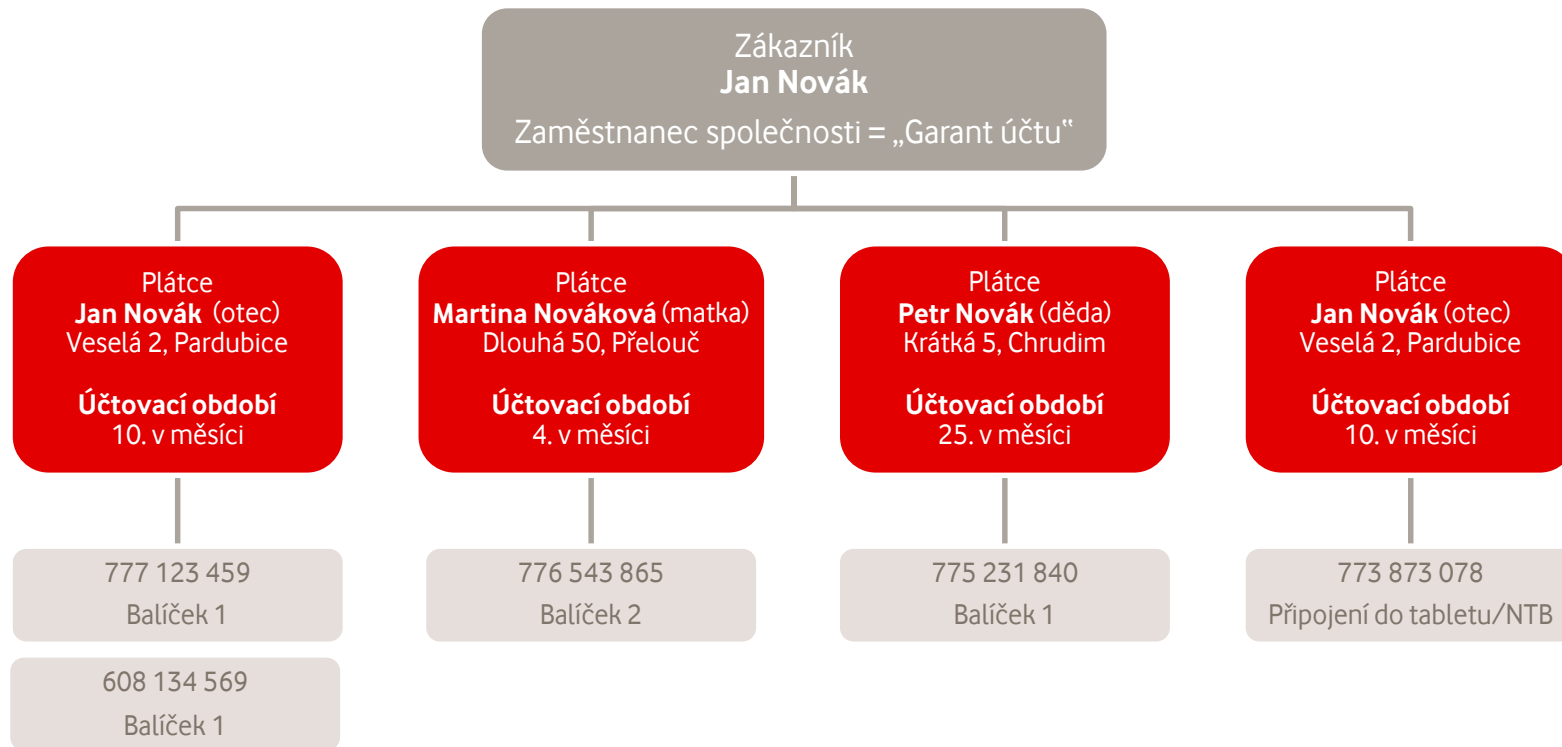 Zákazník
Jan Novák
Zaměstnanec společnosti = „Garant účtu“
Plátce
Jan Novák (otec)
Veselá 2, Pardubice
Účtovací období
10. v měsíci
Plátce
Martina Nováková (matka)
Dlouhá 50, Přelouč
Účtovací období
4. v měsíci
Plátce
Petr Novák (děda)
Krátká 5, Chrudim
Účtovací období
25. v měsíci
Plátce
Jan Novák (otec)
Veselá 2, Pardubice
Účtovací období
10. v měsíci
777 123 459
Balíček 1
776 543 865
Balíček 2
775 231 840
Balíček 1
773 873 078
Připojení do tabletu/NTB
608 134 569
Balíček 1